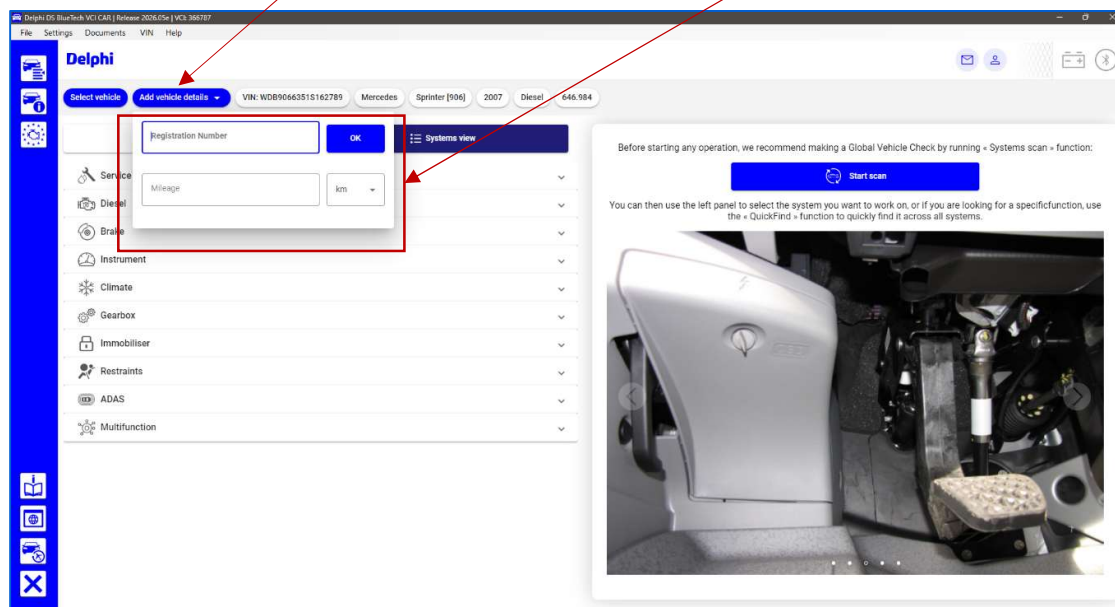 Delphi DS BlueTech VCI CAR | Release 2026.05e | VCI: 366787
File Settings Documents VIN Help
Delphi
Select vehicle Add vehicle details VIN: WDB9066351S162789 Mercedes Sprinter [906] 2007 Diesel 646.984
Registration Number OK
Systems view
Mileage km
Service
Diesel
Brake
Instrument
Climate
Gearbox
Immobiliser
Restraints
ADAS
Multifunction
Before starting any operation, we recommend making a Global Vehicle Check by running « Systems scan » function:
Start scan
You can then use the left panel to select the system you want to work on, or if you are looking for a specificfunction, use
the « QuickFind » function to quickly find it across all systems.